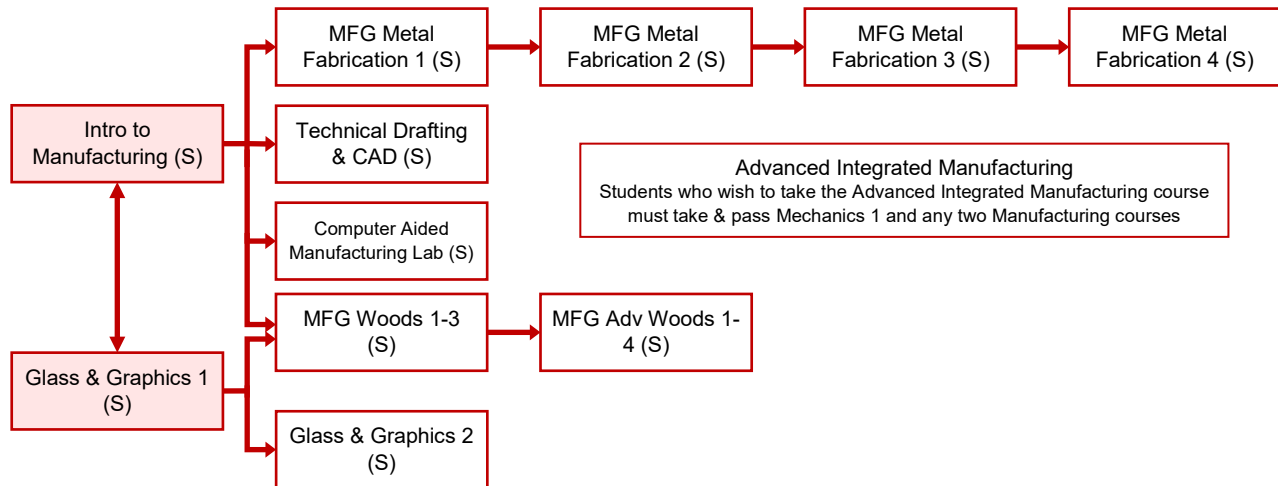 MFG Metal
Fabrication 1 (S)
MFG Metal
Fabrication 2 (S)
MFG Metal
Fabrication 3 (S)
MFG Metal
Fabrication 4 (S)
Intro to
Manufacturing (S)
Technical Drafting
& CAD (S)
Advanced Integrated Manufacturing
Students who wish to take the Advanced Integrated Manufacturing course
must take & pass Mechanics 1 and any two Manufacturing courses
Computer Aided
Manufacturing Lab (S)
MFG Woods 1-3
(S)
MFG Adv Woods 1-
4 (S)
Glass & Graphics 1
(S)
Glass & Graphics 2
(S)